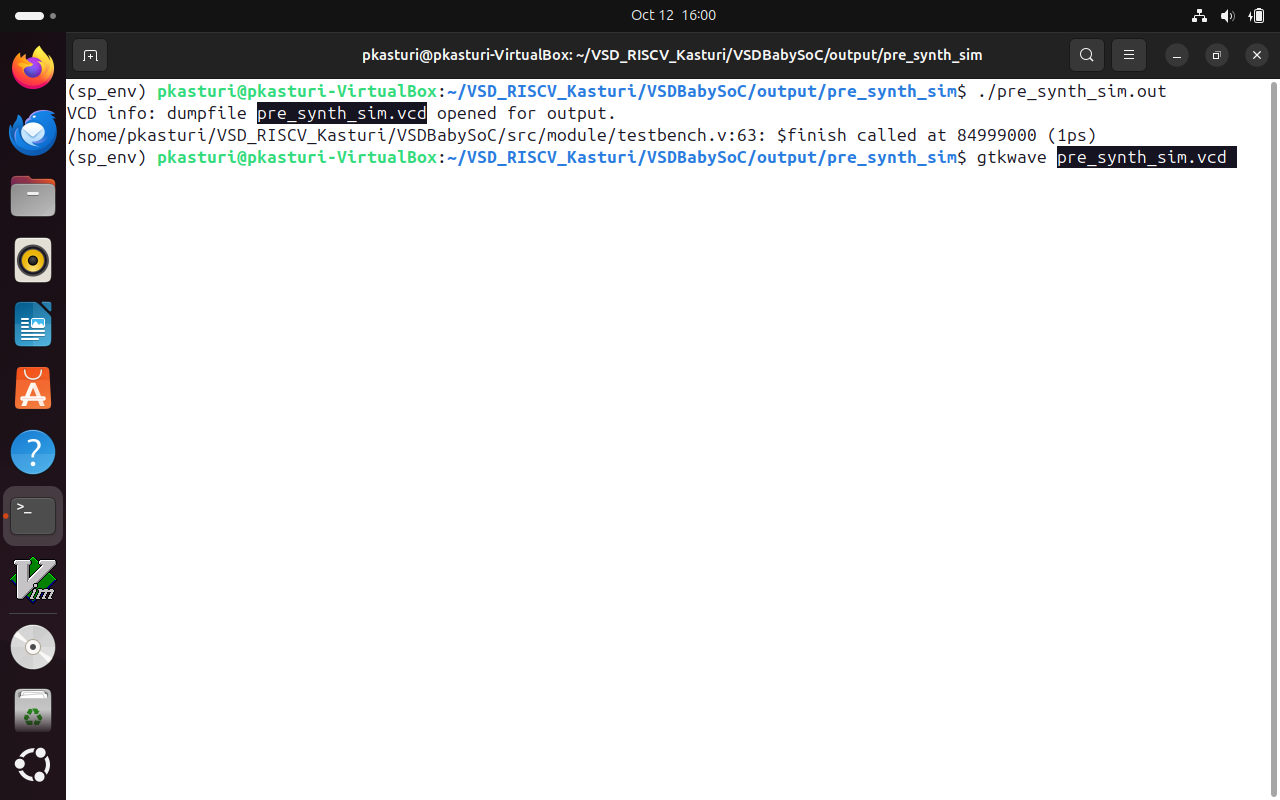 Oct 12 16:00
pkasturi@pkasturi-VirtualBox: ~/VSD_RISCV_Kasturi/VSDBabySoC/output/pre_synth_sim
(sp_env) pkasturi@pkasturi-VirtualBox:~/VSD_RISCV_Kasturi/VSDBabySoC/output/pre_synth_sim$ ./pre_synth_sim.out
VCD info: dumpfile pre_synth_sim.vcd opened for output.
/home/pkasturi/VSD_RISCV_Kasturi/VSDBabySoC/src/module/testbench.v:63: $finish called at 84999000 (1ps)
(sp_env) pkasturi@pkasturi-VirtualBox:~/VSD_RISCV_Kasturi/VSDBabySoC/output/pre_synth_sim$ gtkwave pre_synth_sim.vcd
>_
Vim